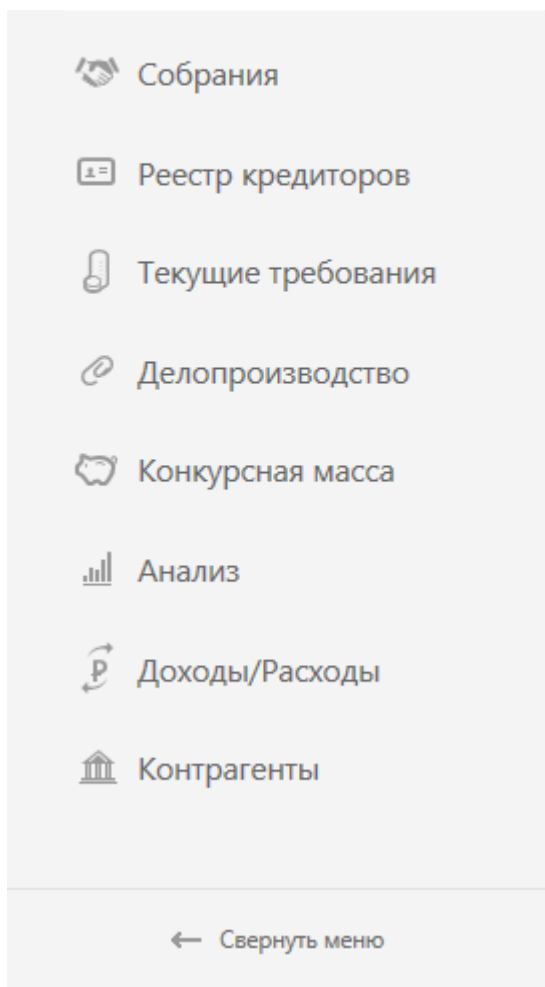 Собрания
Реестр кредиторов
Текущие требования
Делопроизводство
Конкурсная масса
Анализ
Доходы/Расходы
Контрагенты
← Свернуть меню